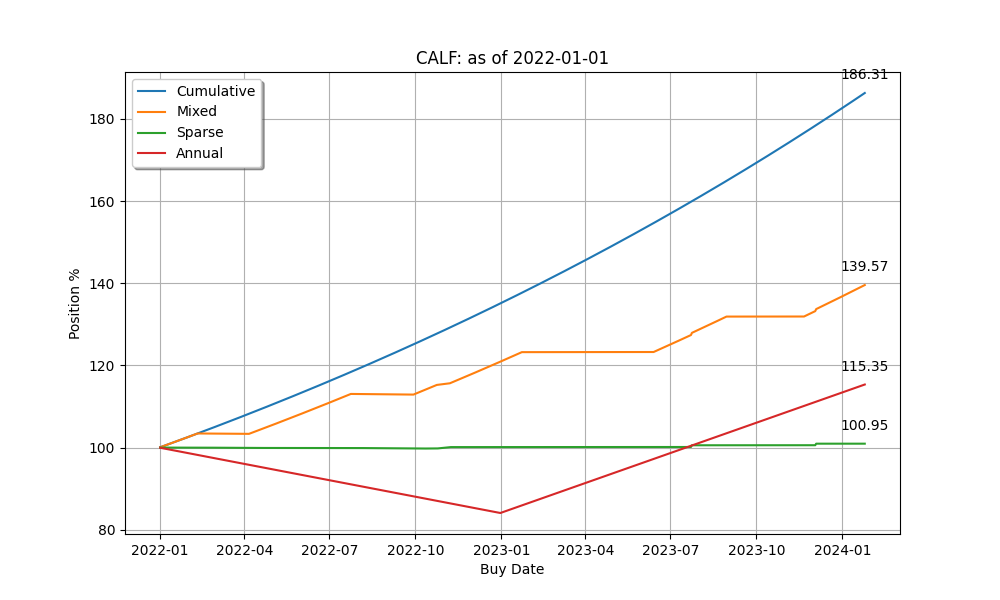 CALF: as of 2022-01-01
186.31
Cumulative
Mixed
Sparse
Annual
180
160
139.57
140
Position %
120
115.35
100.95
100
80
2022-01 2022-04 2022-07 2022-10 2023-01 2023-04 2023-07 2023-10 2024-01
Buy Date